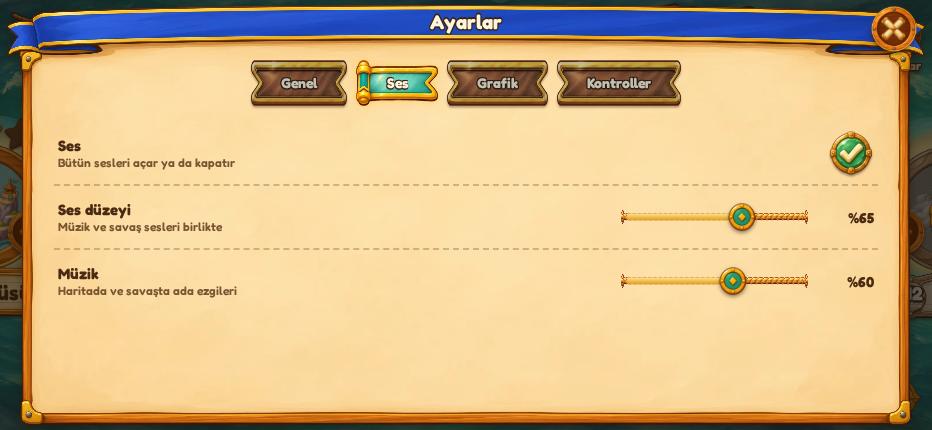 Ayarlar
Genel
Ses
Grafik
Kontroller
Ses
Bütün sesleri açar ya da kapatır
Ses düzeyi
Müzik ve savaş sesleri birlikte
%65
Müzik
Haritada ve savaşta ada ezgileri
%60